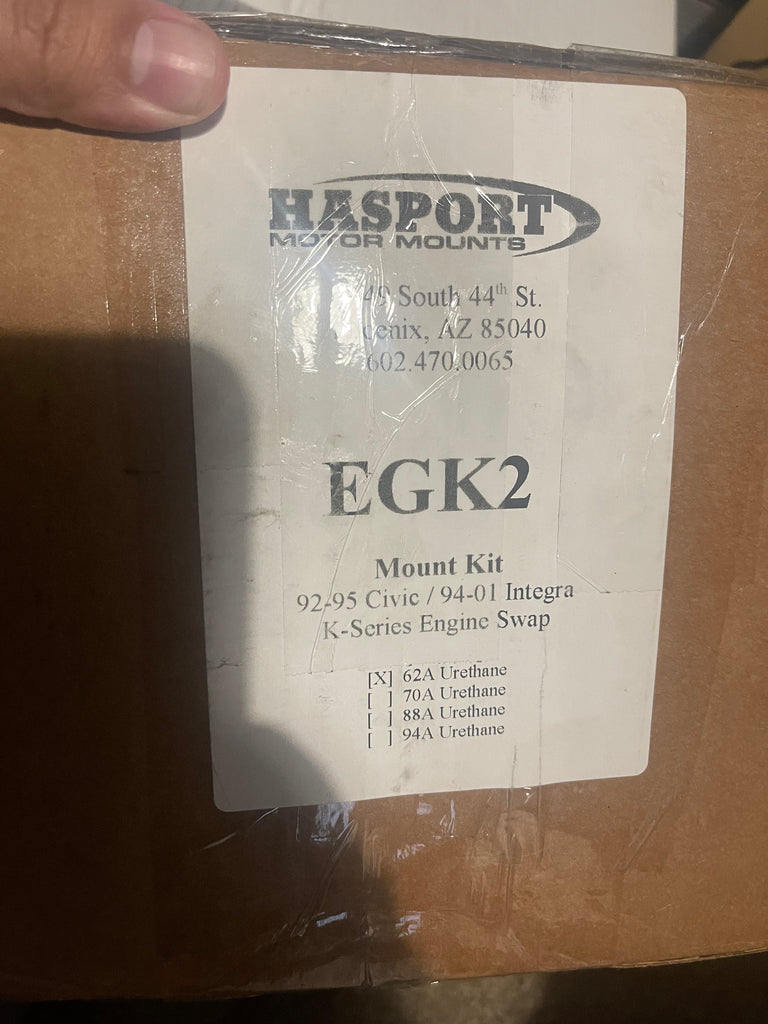 HASPORT
MOTOR MOUNTS
49 South 44th St.
AZ 85040
602.470.0065
EGK2
Mount Kit
92-95 Civic / 94-01 Integra
K-Series Engine Swap
[X] 62A Urethane
[ ] 70A Urethane
[ ] 88A Urethane
[ ] 94A Urethane